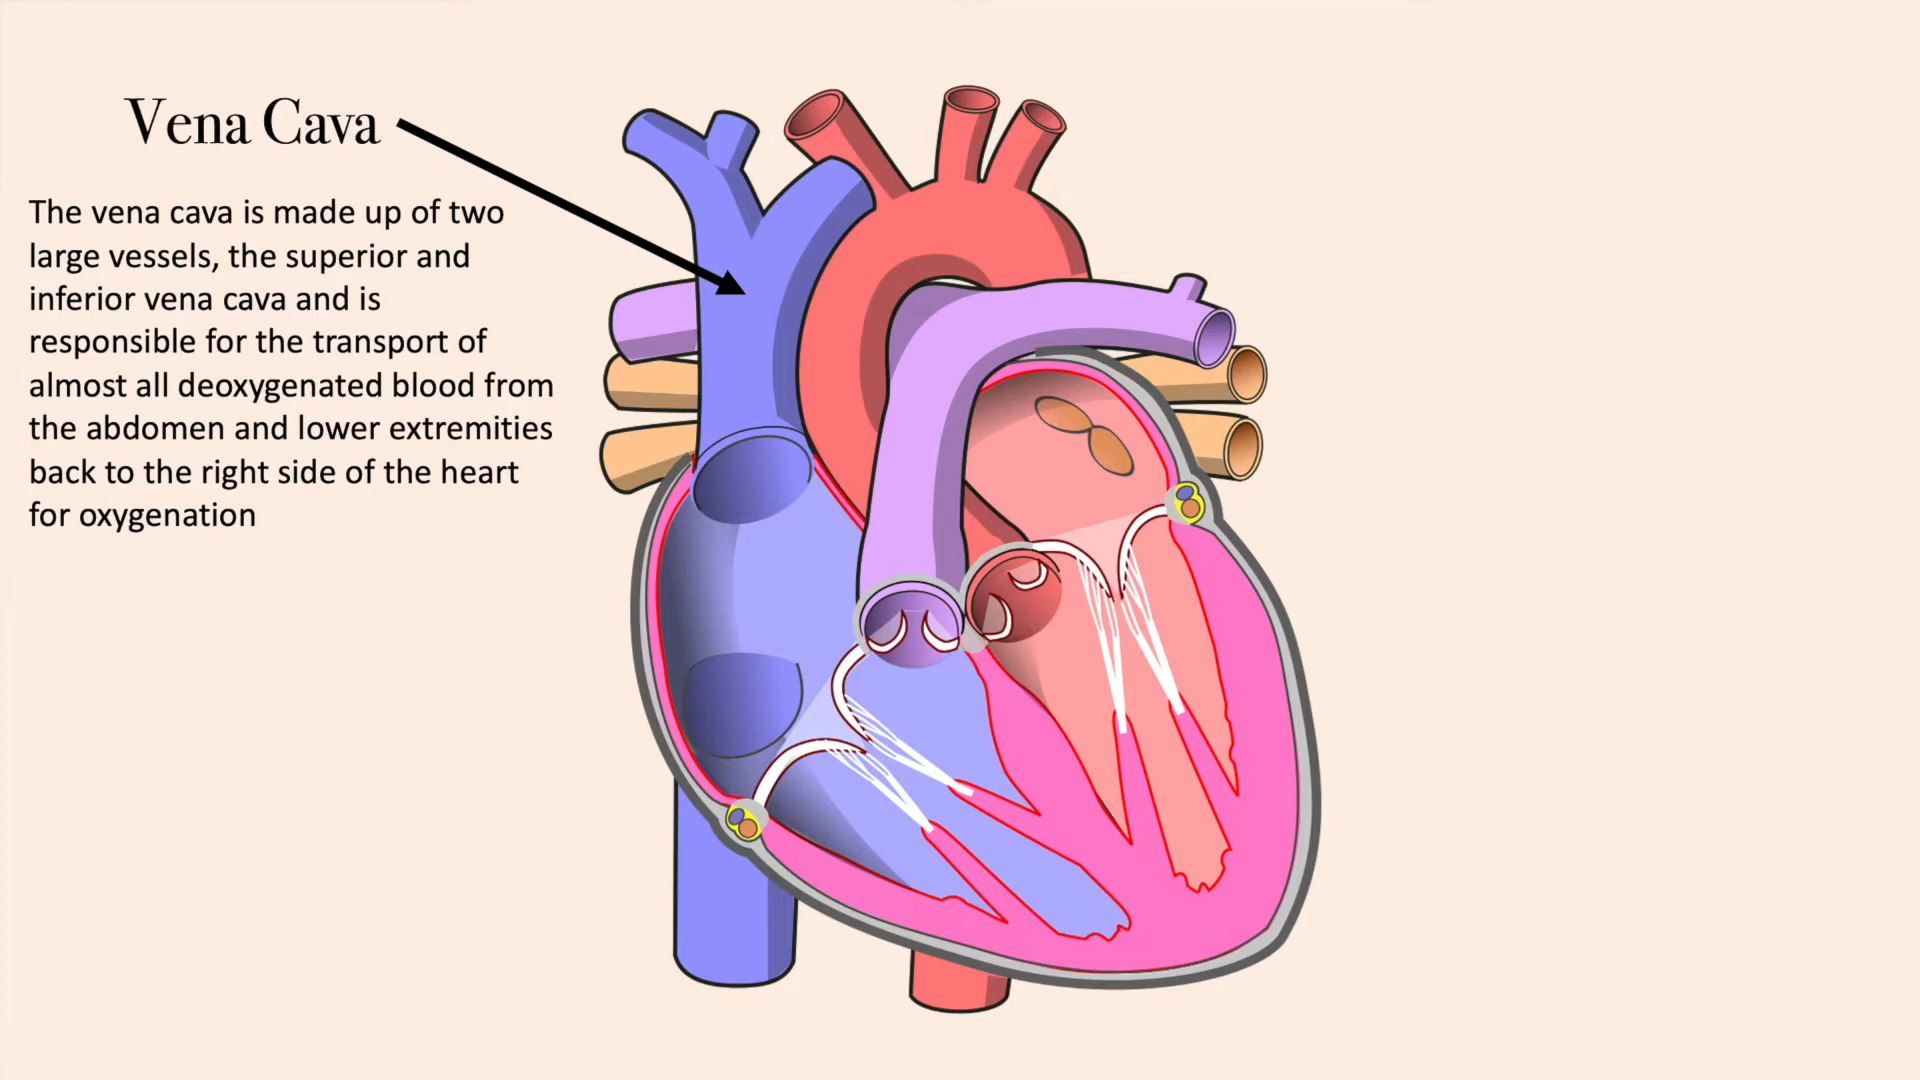 Vena Cava
The vena cava is made up of two
large vessels, the superior and
inferior vena cava and is
responsible for the transport of
almost all deoxygenated blood from
the abdomen and lower extremities
back to the right side of the heart
for oxygenation